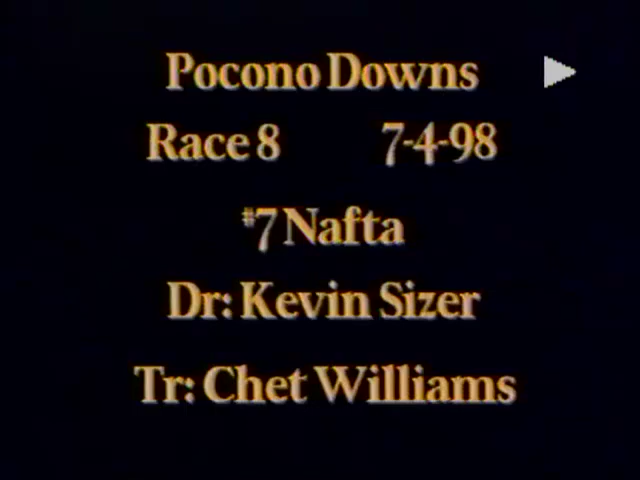 Pocono Downs
Race 8 7-4-98
#7 Nafta
Dr: Kevin Sizer
Tr: Chet Williams